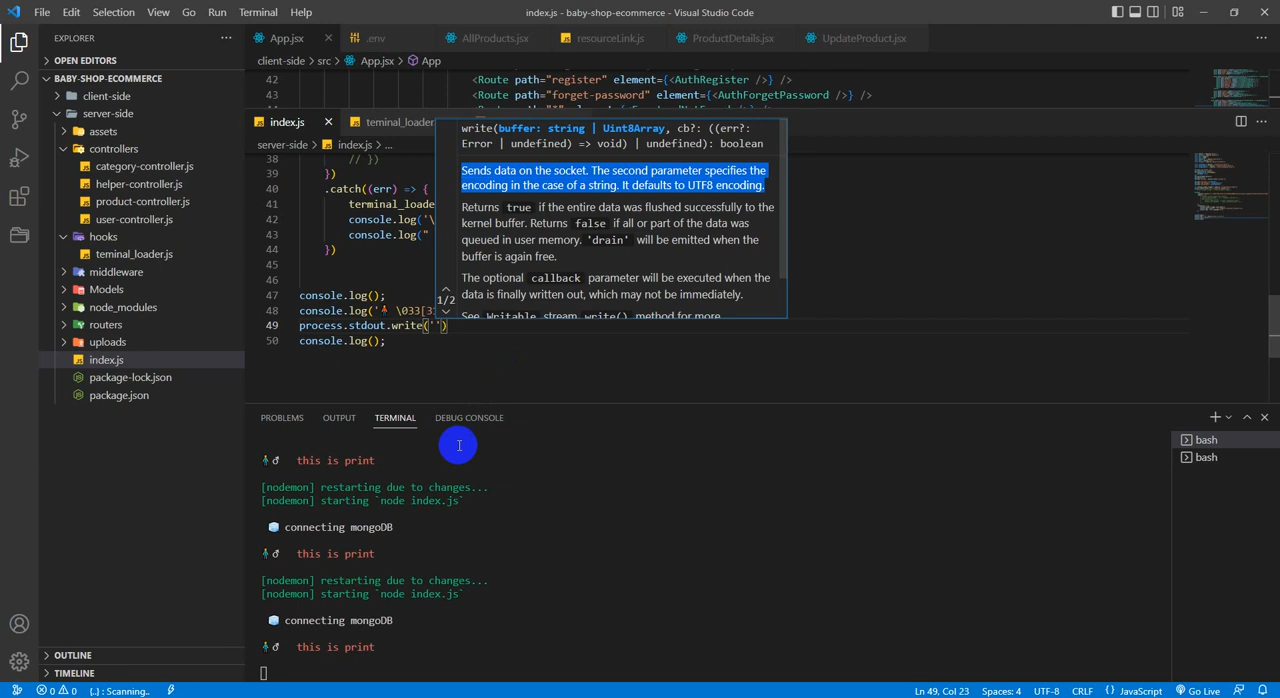 File Edit Selection View Go Run Terminal Help
index.js - baby-shop-ecommerce - Visual Studio Code
EXPLORER
OPEN EDITORS
BABY-SHOP-ECOMMERCE
client-side
server-side
assets
controllers
category-controller.js
helper-controller.js
product-controller.js
user-controller.js
hooks
teminal_loader.js
middleware
Models
node_modules
routers
uploads
index.js
package-lock.json
package.json
OUTLINE
TIMELINE
App.jsx
.env
AllProducts.jsx
resourceLink.js
ProductDetails.jsx
UpdateProduct.jsx
client-side > src > App.jsx > App
42 <Route path="register" element={<AuthRegister />} />
43 <Route path="forget-password" element={<AuthForgetPassword />} />
index.js
teminal_loader
server-side > index.js > ...
38 // })
39 })
40 .catch((err) => {
41 terminal_loade
42 console.log('\
43 console.log("
44 })
45
46
47 console.log();
48 console.log('🧍 \033[3
49 process.stdout.write('')
50 console.log();
write(buffer: string | Uint8Array, cb?: ((err?:
Error | undefined) => void) | undefined): boolean
Sends data on the socket. The second parameter specifies the
encoding in the case of a string. It defaults to UTF8 encoding.
Returns true if the entire data was flushed successfully to the
kernel buffer. Returns false if all or part of the data was
queued in user memory. 'drain' will be emitted when the
buffer is again free.
1/2
The optional callback parameter will be executed when the
data is finally written out, which may not be immediately.
See Writable stream write() method for more
PROBLEMS OUTPUT TERMINAL DEBUG CONSOLE
bash
bash
🧍♂ this is print
[nodemon] restarting due to changes...
[nodemon] starting `node index.js`
connecting mongoDB
🧍♂ this is print
[nodemon] restarting due to changes...
[nodemon] starting `node index.js`
connecting mongoDB
🧍♂ this is print
0 0 {..} : Scanning..
Ln 49, Col 23 Spaces: 4 UTF-8 CRLF {} JavaScript Go Live